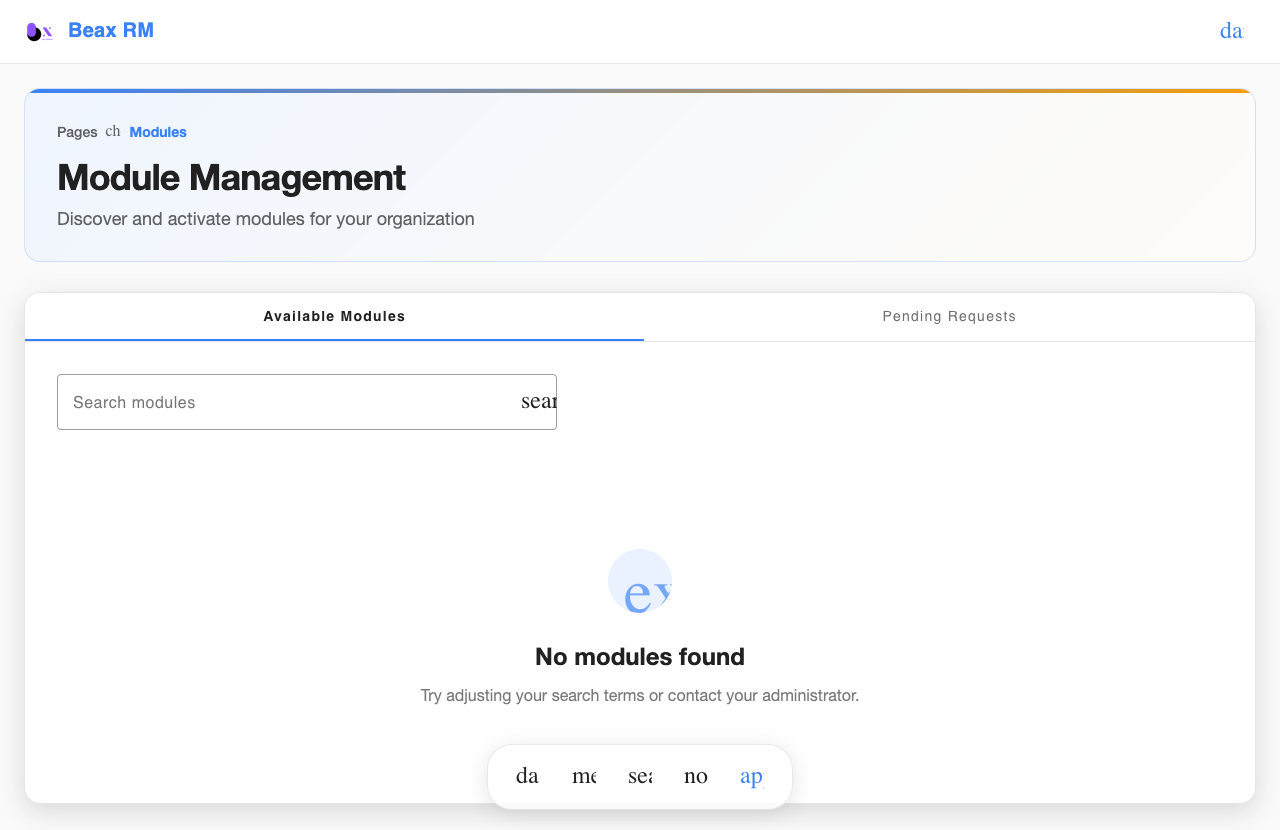 Beax RM
da
Pages ch Modules
Module Management
Discover and activate modules for your organization
Available Modules
Pending Requests
Search modules
sear
ex
No modules found
Try adjusting your search terms or contact your administrator.
da me sea no ap